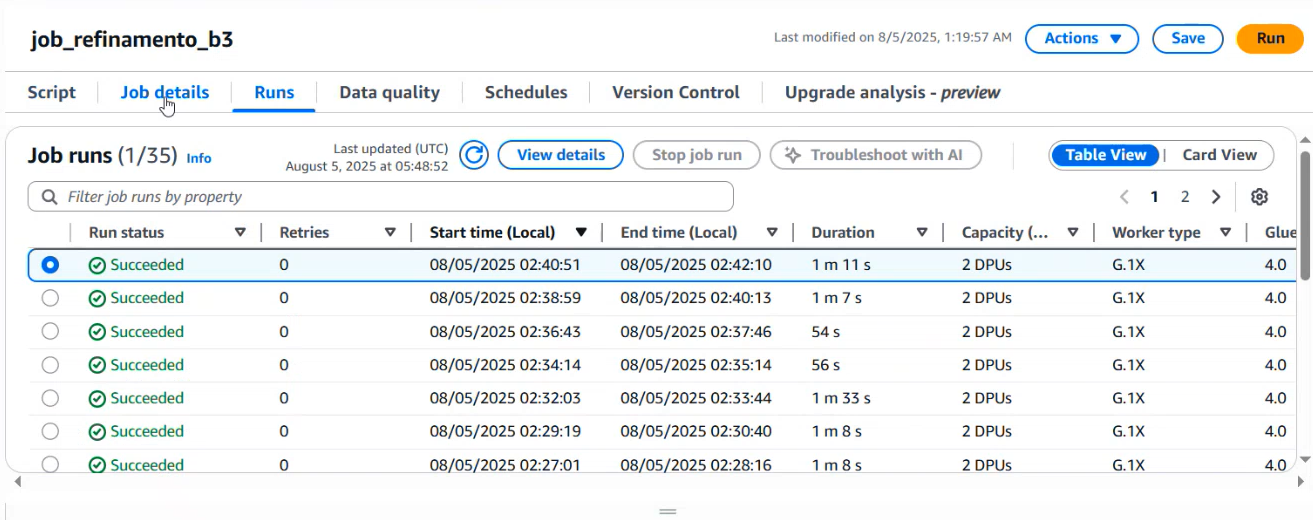 job_refinamento_b3
Last modified on 8/5/2025, 1:19:57 AM
Actions
Save
Run
Script
Job details
Runs
Data quality
Schedules
Version Control
Upgrade analysis - preview
Job runs (1/35) Info
Last updated (UTC)
August 5, 2025 at 05:48:52
View details
Stop job run
Troubleshoot with AI
Table View
Card View
Filter job runs by property
1 2
Run status Retries Start time (Local) End time (Local) Duration Capacity (... Worker type Glue
Succeeded 0 08/05/2025 02:40:51 08/05/2025 02:42:10 1 m 11 s 2 DPUs G.1X 4.0
Succeeded 0 08/05/2025 02:38:59 08/05/2025 02:40:13 1 m 7 s 2 DPUs G.1X 4.0
Succeeded 0 08/05/2025 02:36:43 08/05/2025 02:37:46 54 s 2 DPUs G.1X 4.0
Succeeded 0 08/05/2025 02:34:14 08/05/2025 02:35:14 56 s 2 DPUs G.1X 4.0
Succeeded 0 08/05/2025 02:32:03 08/05/2025 02:33:44 1 m 33 s 2 DPUs G.1X 4.0
Succeeded 0 08/05/2025 02:29:19 08/05/2025 02:30:40 1 m 8 s 2 DPUs G.1X 4.0
Succeeded 0 08/05/2025 02:27:01 08/05/2025 02:28:16 1 m 8 s 2 DPUs G.1X 4.0